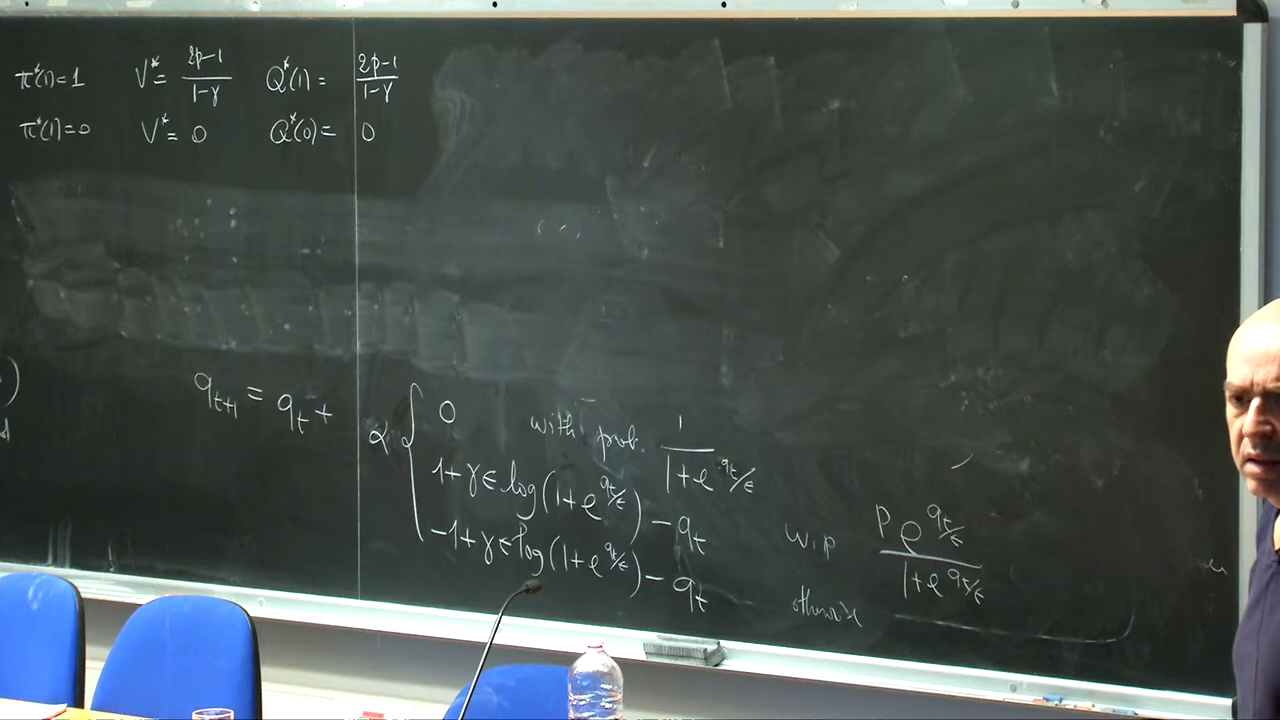 π*(1)=1 V*= (2p-1)/(1-γ) Q*(1) = (2p-1)/(1-γ)
π*(1)=0 V*= 0 Q*(0)= 0
)
q_{t+1} = q_t + α { 0 with prob. 1/(1+e^{q_t/ϵ})
1+γϵ log(1+e^{q_t/ϵ}) - q_t w.p p e^{q_t/ϵ}/(1+e^{q_t/ϵ})
-1+γϵ log(1+e^{q_t/ϵ}) - q_t otherwise